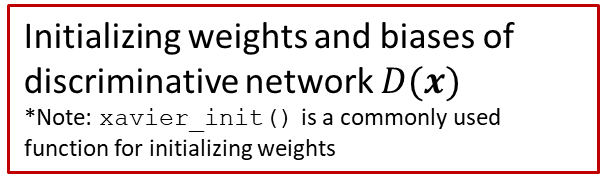 Initializing weights and biases of
discriminative network D(x)
*Note: xavier_init() is a commonly used
function for initializing weights